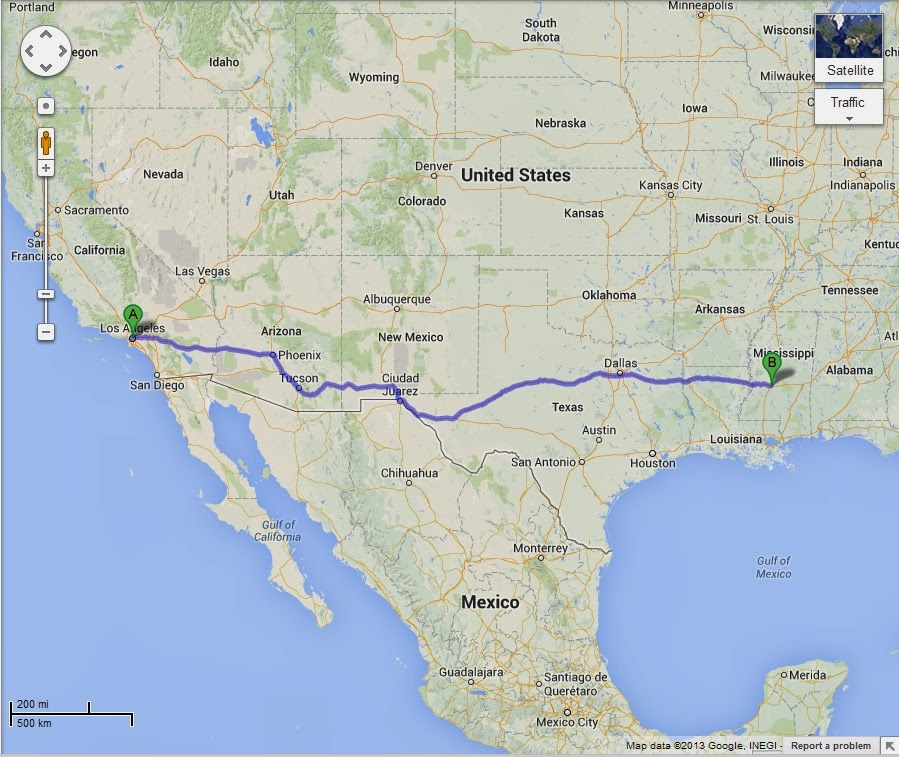 Portland
Minneapolis
South
Dakota
Wisconsi
Idaho
egon
Satellite
Wyoming
Milwaukee
Iowa
Traffic
Nebraska
Nevada
Denver
United States
Illinois
Indiana
Indianapolis
Utah
Colorado
Kansas City
Sacramento
Kansas
Missouri
St. Louis
San
Francisco
California
Kentu
Las Vegas
Albuquerque
Oklahoma
Tennessee
Arkansas
A
Los Angeles
Arizona
New Mexico
Atl
Phoenix
Mississippi
B
Dallas
Alabama
San Diego
Tucson
Ciudad
Juarez
Texas
Austin
Louisiana
San Antonio
Houston
Chihuahua
Gulf of
California
Monterrey
Gulf of
Mexico
Mexico
Guadalajara
Santiago de
Querétaro
Merida
200 mi
500 km
Mexico City
Map data ©2013 Google, INEGI -
Report a problem